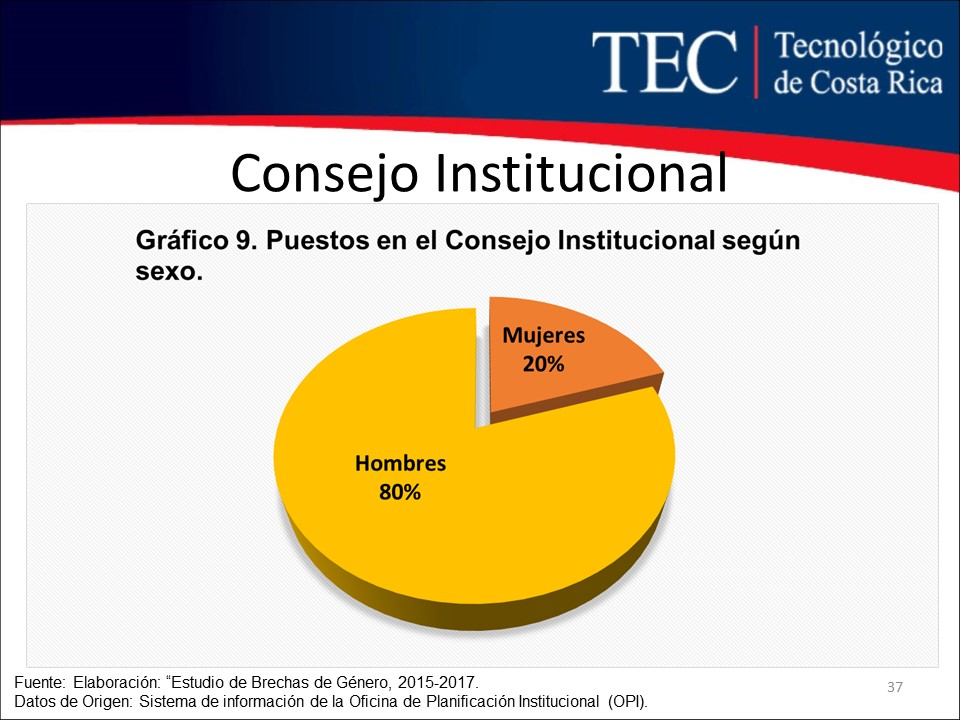 TEC
Tecnológico
de Costa Rica
Consejo Institucional
Gráfico 9. Puestos en el Consejo Institucional según
sexo.
Mujeres
20%
Hombres
80%
Fuente: Elaboración: “Estudio de Brechas de Género, 2015-2017.
Datos de Origen: Sistema de información de la Oficina de Planificación Institucional (OPI).
37